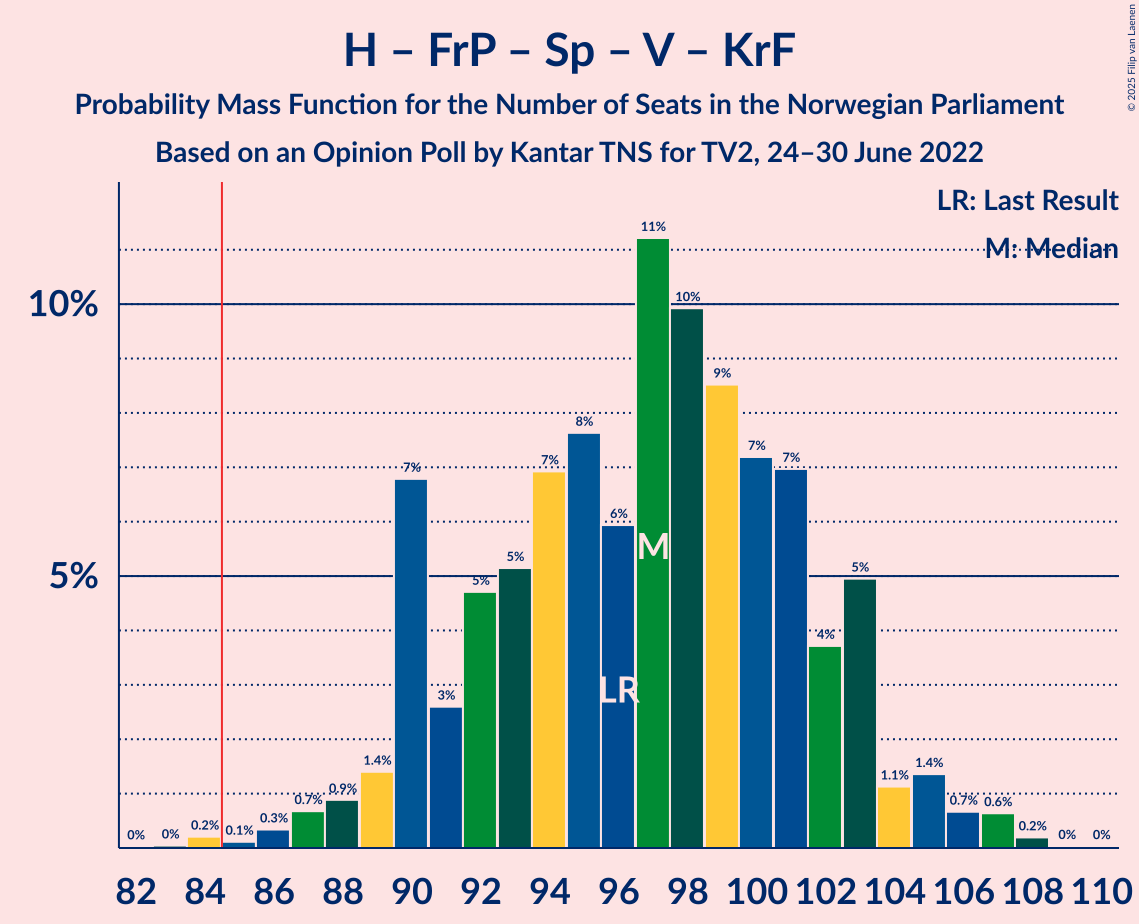 H – FrP – Sp – V – KrF
Probability Mass Function for the Number of Seats in the Norwegian Parliament
Based on an Opinion Poll by Kantar TNS for TV2, 24–30 June 2022
© 2025 Filip van Laenen
LR: Last Result
M: Median
10%
5%
0% 0% 0.2% 0.1% 0.3% 0.7% 0.9% 1.4% 7% 3% 5% 5% 7% 8% 6% 11% 10% 9% 7% 7% 4% 5% 1.1% 1.4% 0.7% 0.6% 0.2% 0% 0%
M
LR
82 84 86 88 90 92 94 96 98 100 102 104 106 108 110